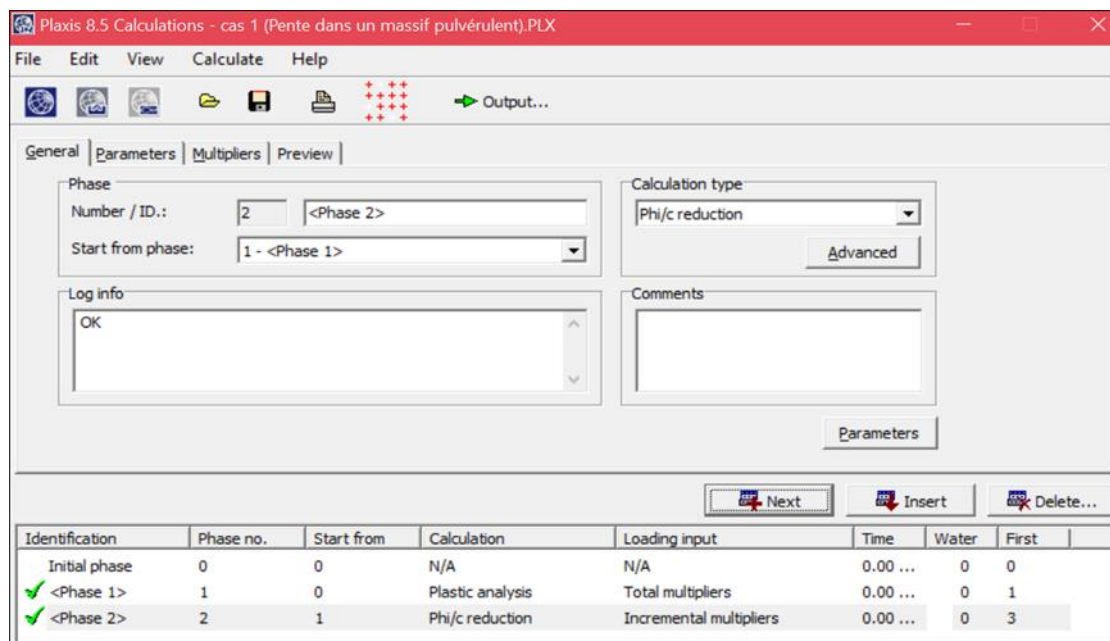 Plaxis 8.5 Calculations - cas 1 (Pente dans un massif pulvérulent).PLX
File Edit View Calculate Help
Output...
General Parameters Multipliers Preview
Phase
Number / ID.: 2 <Phase 2>
Start from phase: 1 - <Phase 1>
Calculation type
Phi/c reduction
Advanced
Log info
OK
Comments
Parameters
Next Insert Delete...
Identification Phase no. Start from Calculation Loading input Time Water First
Initial phase 0 0 N/A N/A 0.00 ... 0 0
<Phase 1> 1 0 Plastic analysis Total multipliers 0.00 ... 0 1
<Phase 2> 2 1 Phi/c reduction Incremental multipliers 0.00 ... 0 3